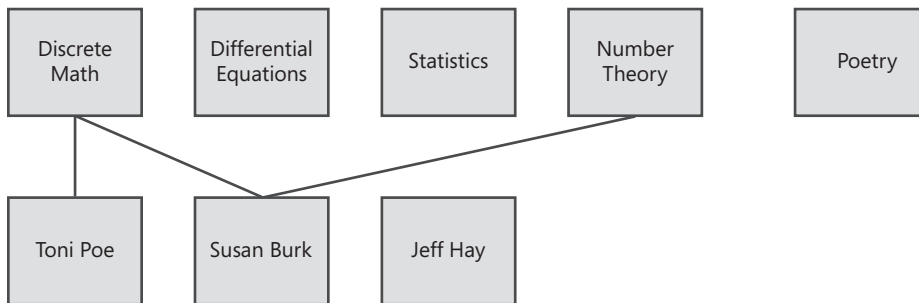 Discrete
Math
Differential
Equations
Statistics
Number
Theory
Poetry
Toni Poe
Susan Burk
Jeff Hay